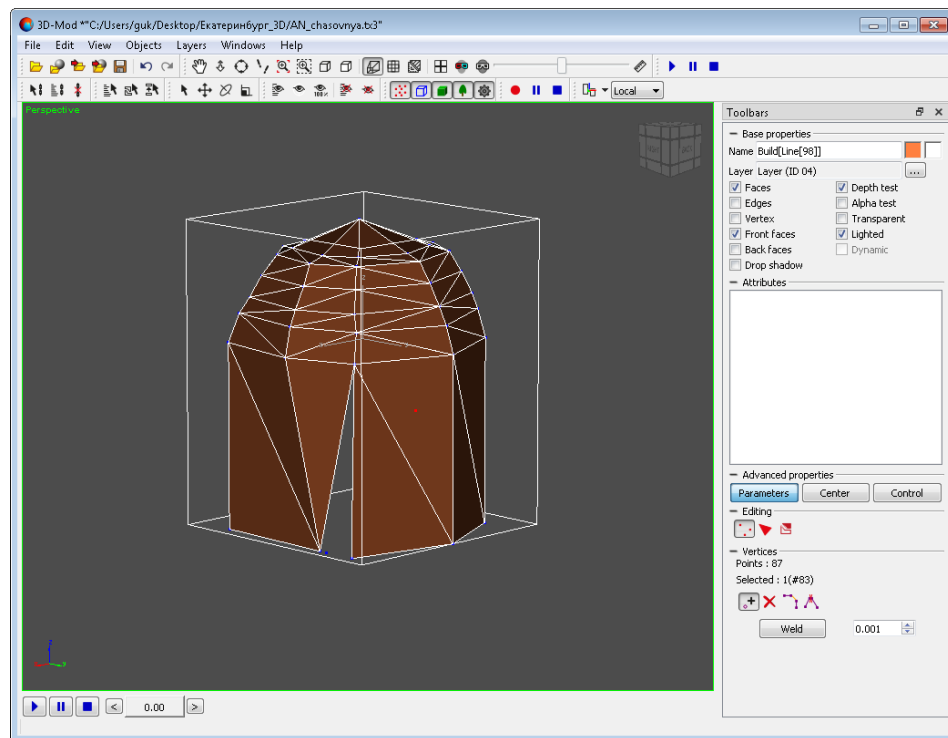 3D-Mod *"C:/Users/guk/Desktop/Екатеринбург_3D/AN_chasovnya.tx3"
File Edit View Objects Layers Windows Help
100%
Local
Perspective
Toolbars
Base properties
Name Build[Line[98]]
Layer Layer (ID 04) ...
Faces Depth test
Edges Alpha test
Vertex Transparent
Front faces Lighted
Back faces Dynamic
Drop shadow
Attributes
Advanced properties
Parameters Center Control
Editing
Vertices
Points : 87
Selected : 1(#83)
Weld 0.001
< 0.00 >